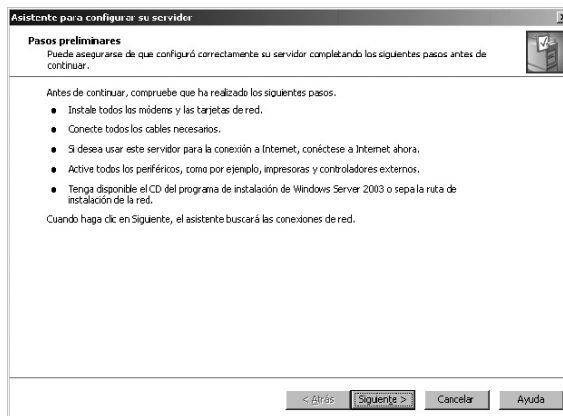 Asistente para configurar su servidor
Pasos preliminares
Puede asegurarse de que configuró correctamente su servidor completando los siguientes pasos antes de
continuar.
Antes de continuar, compruebe que ha realizado los siguientes pasos.
• Instale todos los módems y las tarjetas de red.
• Conecte todos los cables necesarios.
• Si desea usar este servidor para la conexión a Internet, conéctese a Internet ahora.
• Active todos los periféricos, como por ejemplo, impresoras y controladores externos.
• Tenga disponible el CD del programa de instalación de Windows Server 2003 o sepa la ruta de
instalación de la red.
Cuando haga clic en Siguiente, el asistente buscará las conexiones de red.
< Atrás Siguiente > Cancelar Ayuda